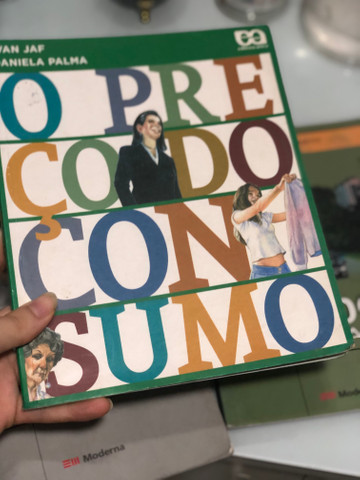 VAN JAF
DANIELA PALMA
O PRE
ÇO DO
CON
SUMO
Moderna